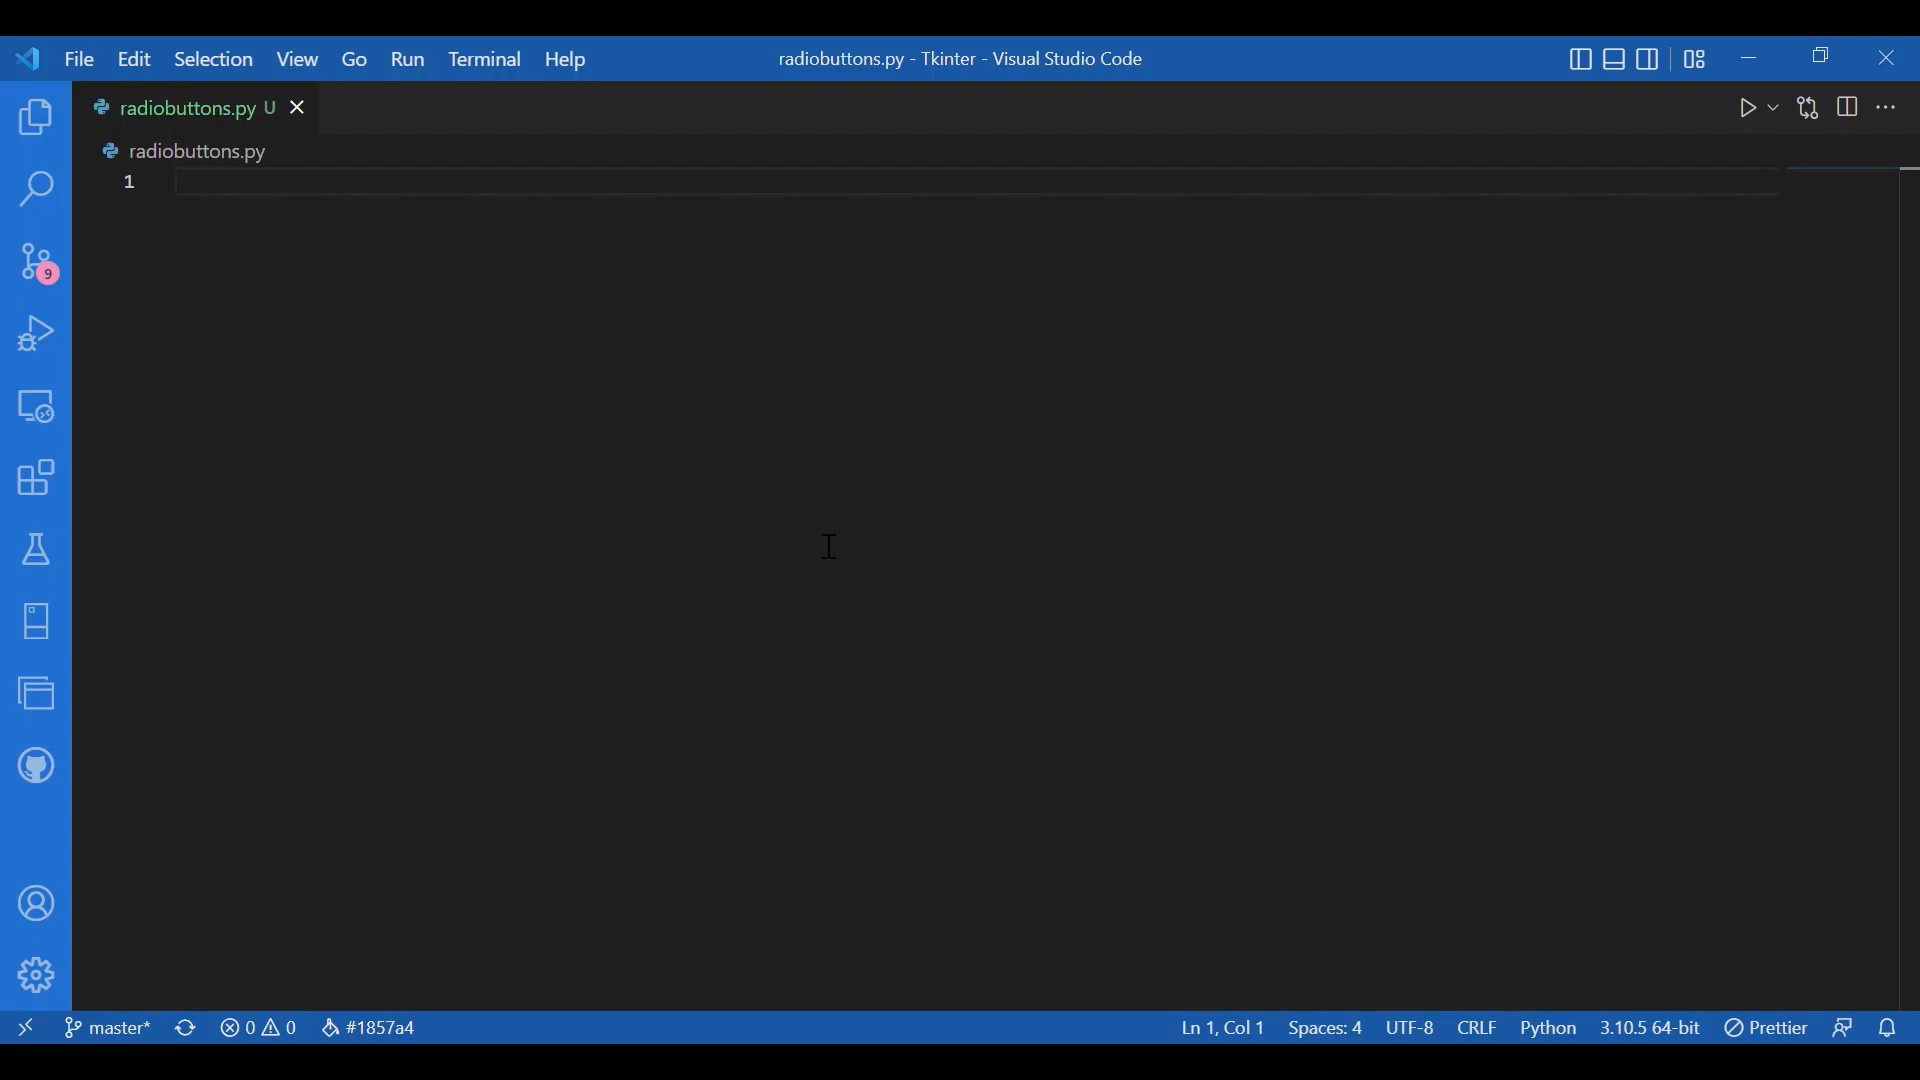 File Edit Selection View Go Run Terminal Help radiobuttons.py - Tkinter - Visual Studio Code
radiobuttons.py U
radiobuttons.py
1
9
master* 0 0 #1857a4 Ln 1, Col 1 Spaces: 4 UTF-8 CRLF Python 3.10.5 64-bit Prettier